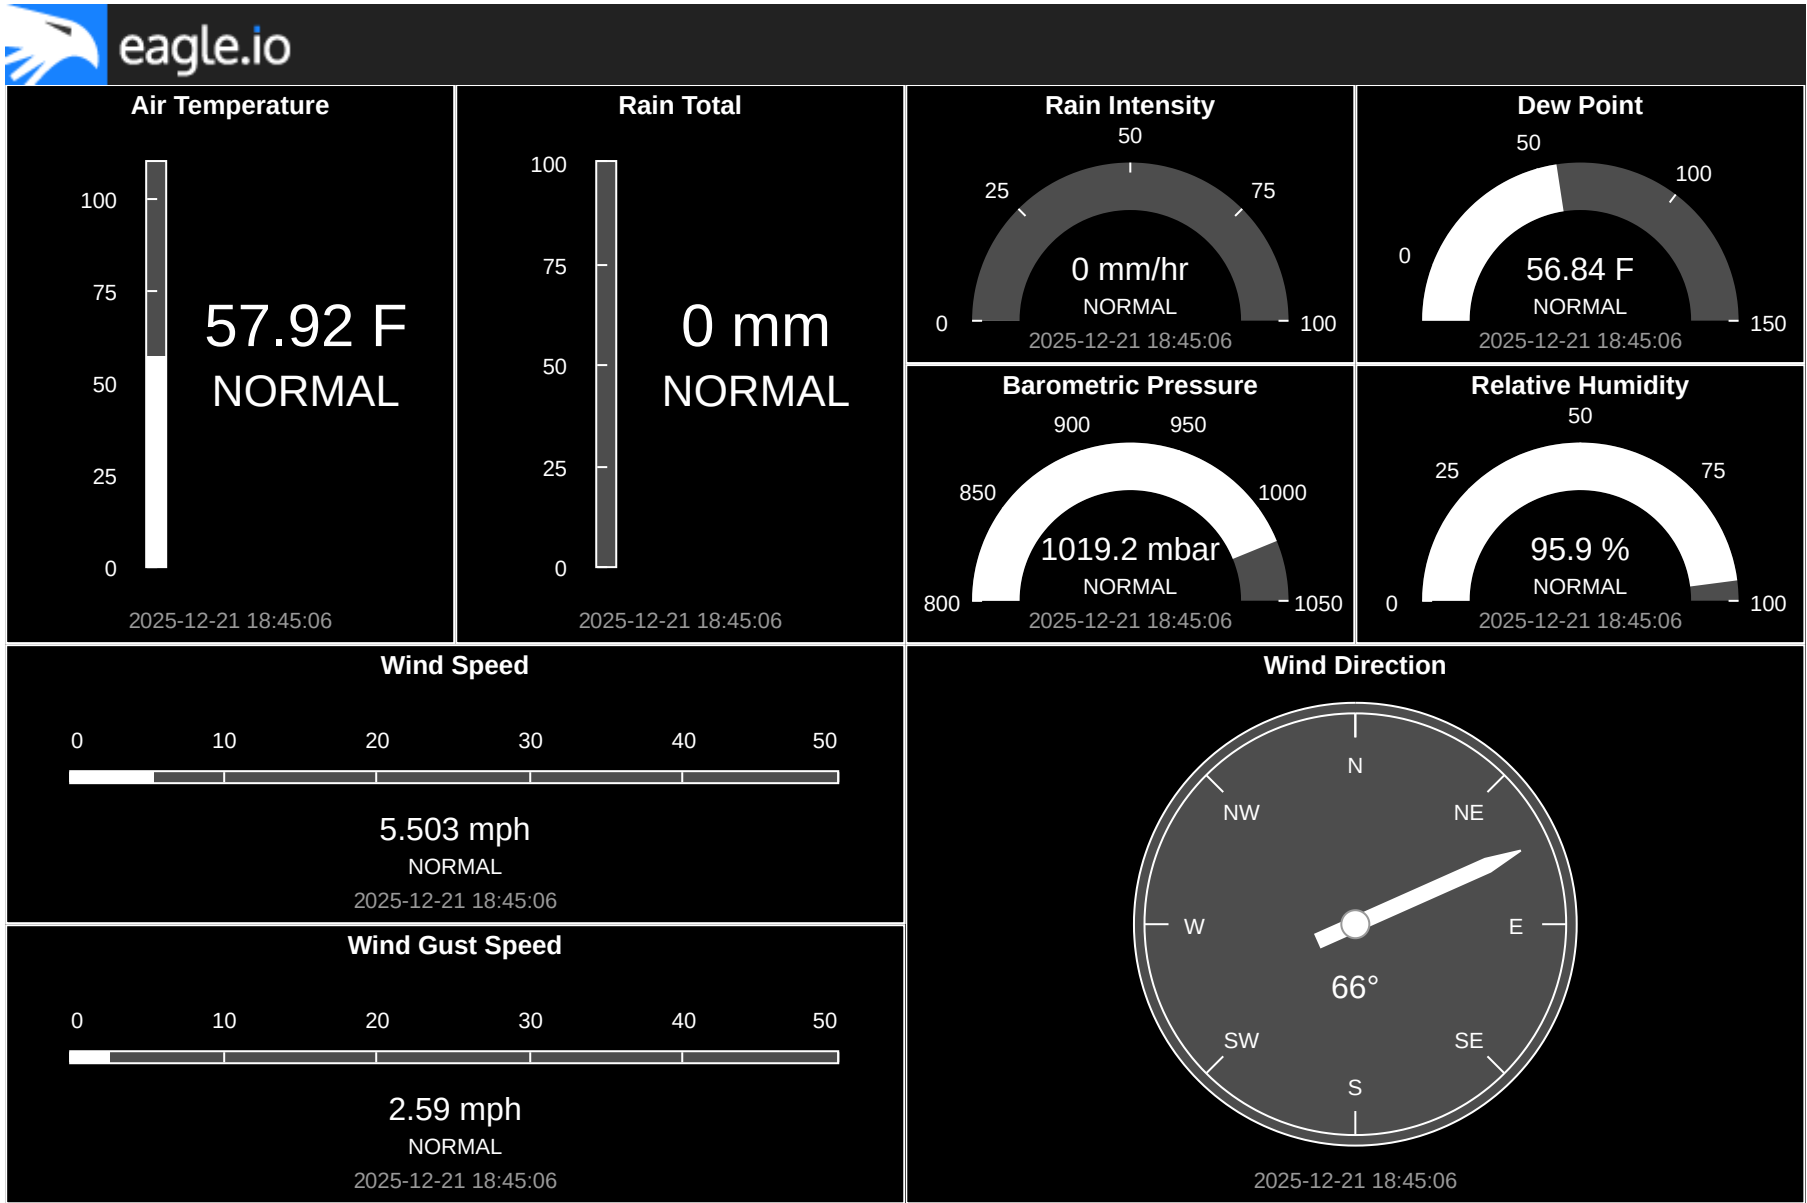 eagle.io
Air Temperature
100
75
50
25
0
57.92 F
NORMAL
2025-12-21 18:45:06
Rain Total
100
75
50
25
0
0 mm
NORMAL
2025-12-21 18:45:06
Rain Intensity
50
25
75
0
100
0 mm/hr
NORMAL
2025-12-21 18:45:06
Dew Point
50
100
0
150
56.84 F
NORMAL
2025-12-21 18:45:06
Barometric Pressure
900
950
850
1000
800
1050
1019.2 mbar
NORMAL
2025-12-21 18:45:06
Relative Humidity
50
25
75
0
100
95.9 %
NORMAL
2025-12-21 18:45:06
Wind Speed
0 10 20 30 40 50
5.503 mph
NORMAL
2025-12-21 18:45:06
Wind Gust Speed
0 10 20 30 40 50
2.59 mph
NORMAL
2025-12-21 18:45:06
Wind Direction
N
NW NE
W E
66°
SW SE
S
2025-12-21 18:45:06